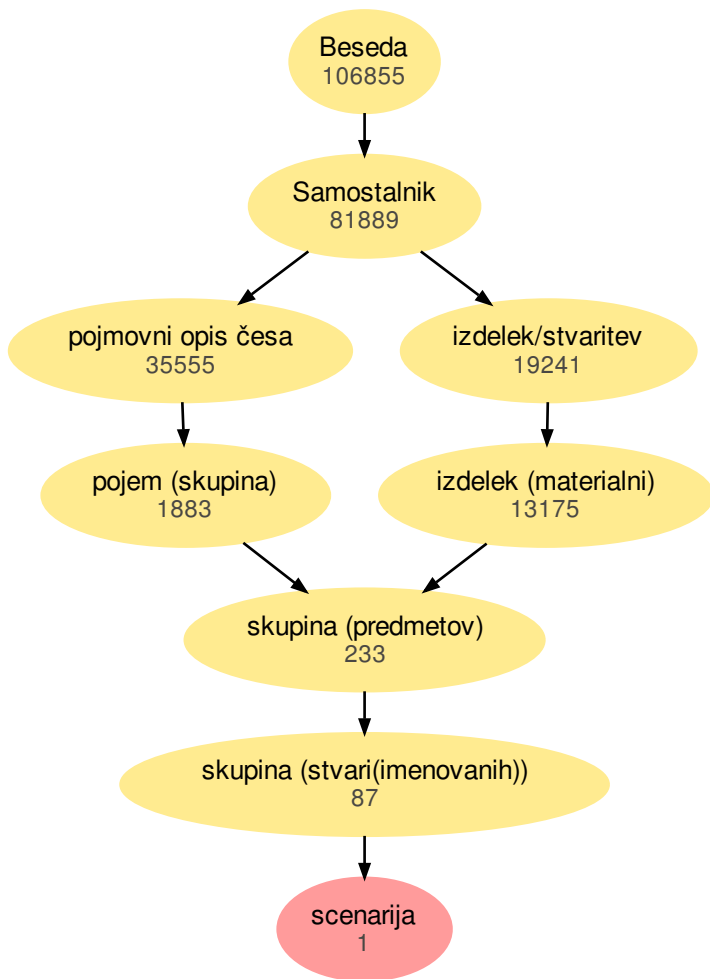 Beseda
106855
Samostalnik
81889
pojmovni opis česa
35555
izdelek/stvaritev
19241
pojem (skupina)
1883
izdelek (materialni)
13175
skupina (predmetov)
233
skupina (stvari(imenovanih))
87
scenarija
1